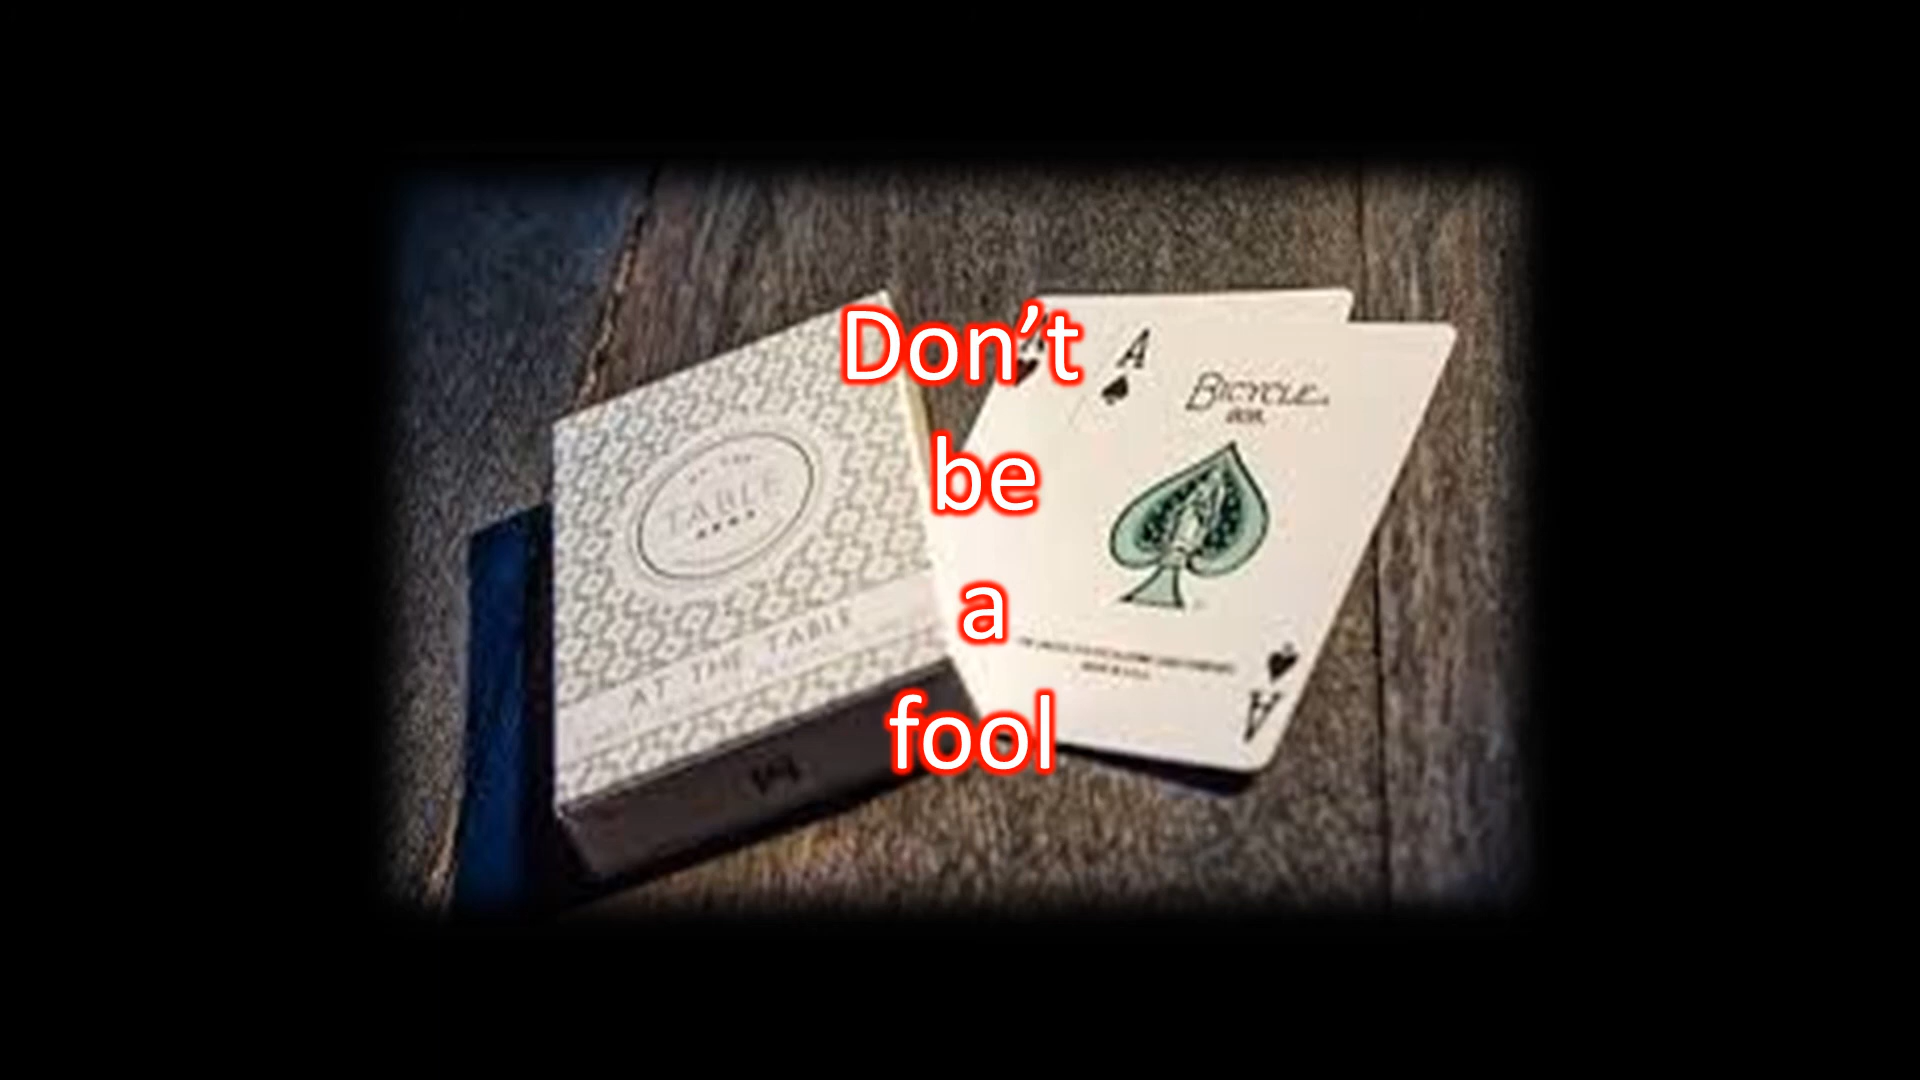 Don’t
be
a
fool
A
A
BICYCLE
TABLE
AT THE TABLE
A